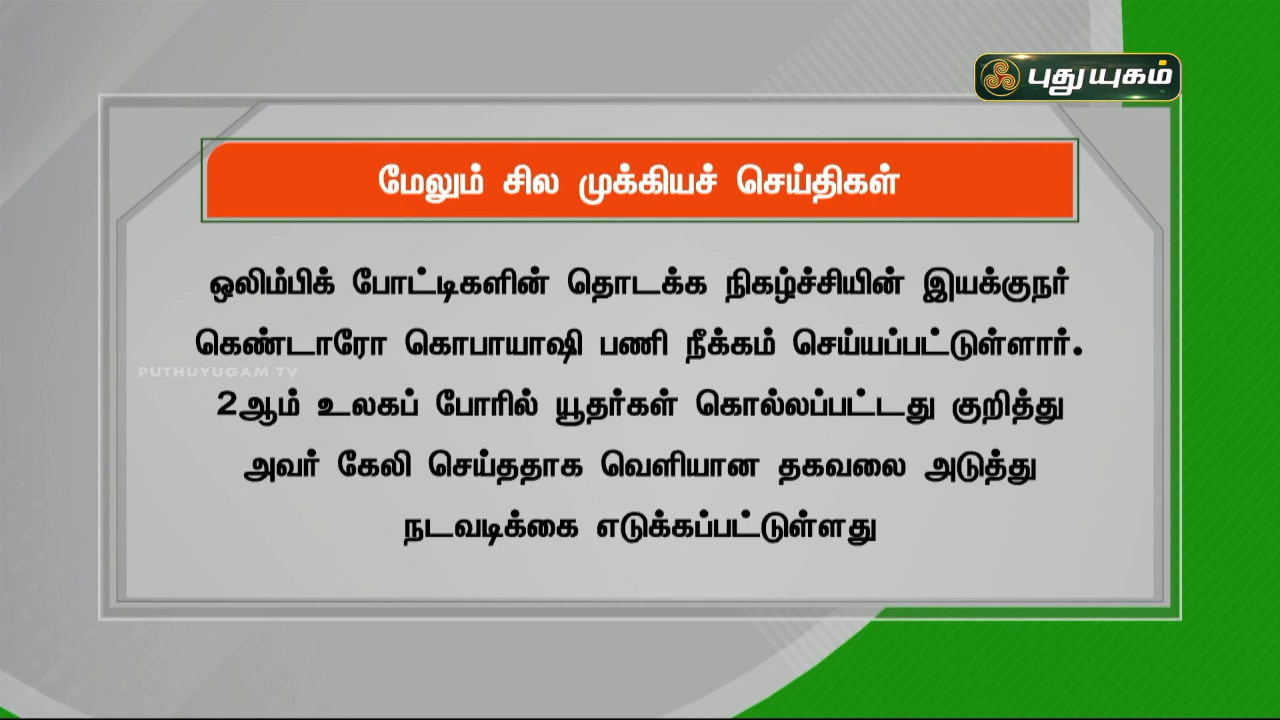 புதுயுகம்
மேலும் சில முக்கியச் செய்திகள்
ஒலிம்பிக் போட்டிகளின் தொடக்க நிகழ்ச்சியின் இயக்குநர்
கெண்டாரோ கொபாயாஷி பணி நீக்கம் செய்யப்பட்டுள்ளார்.
PUTHUYUGAM TV
2ஆம் உலகப் போரில் யூதர்கள் கொல்லப்பட்டது குறித்து
அவர் கேலி செய்ததாக வெளியான தகவலை அடுத்து
நடவடிக்கை எடுக்கப்பட்டுள்ளது